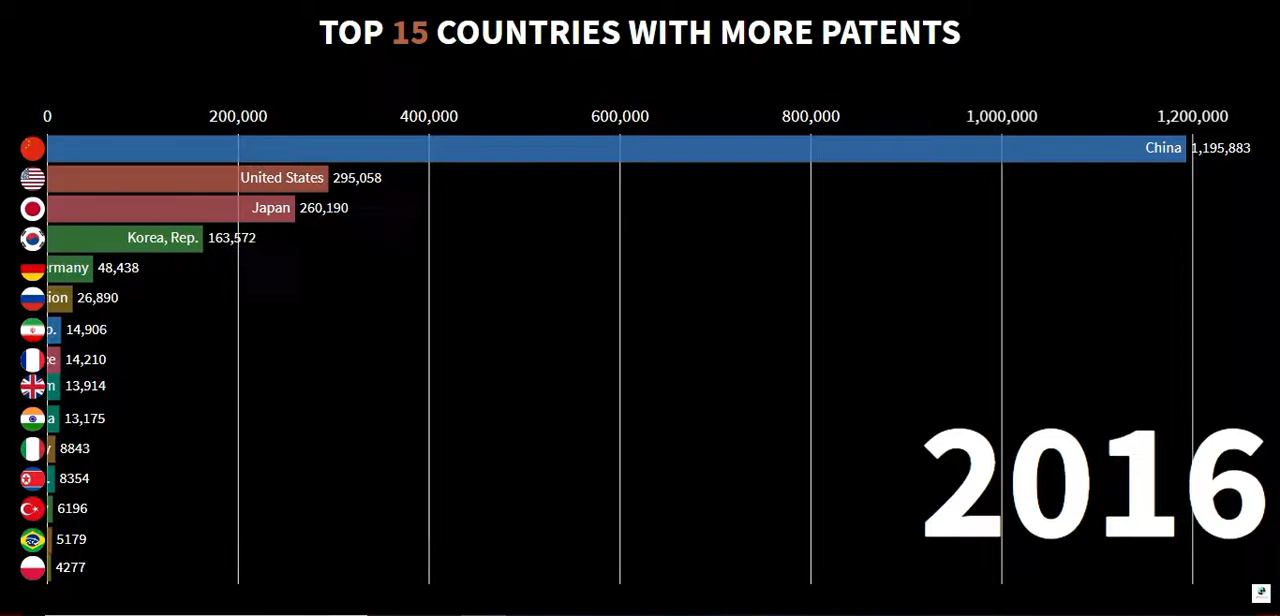 TOP 15 COUNTRIES WITH MORE PATENTS
0 200,000 400,000 600,000 800,000 1,000,000 1,200,000
China 1,195,883
United States 295,058
Japan 260,190
Korea, Rep. 163,572
rmany 48,438
ion 26,890
p. 14,906
e 14,210
m 13,914
a 13,175
y 8843
. 8354
6196
5179
4277
2016